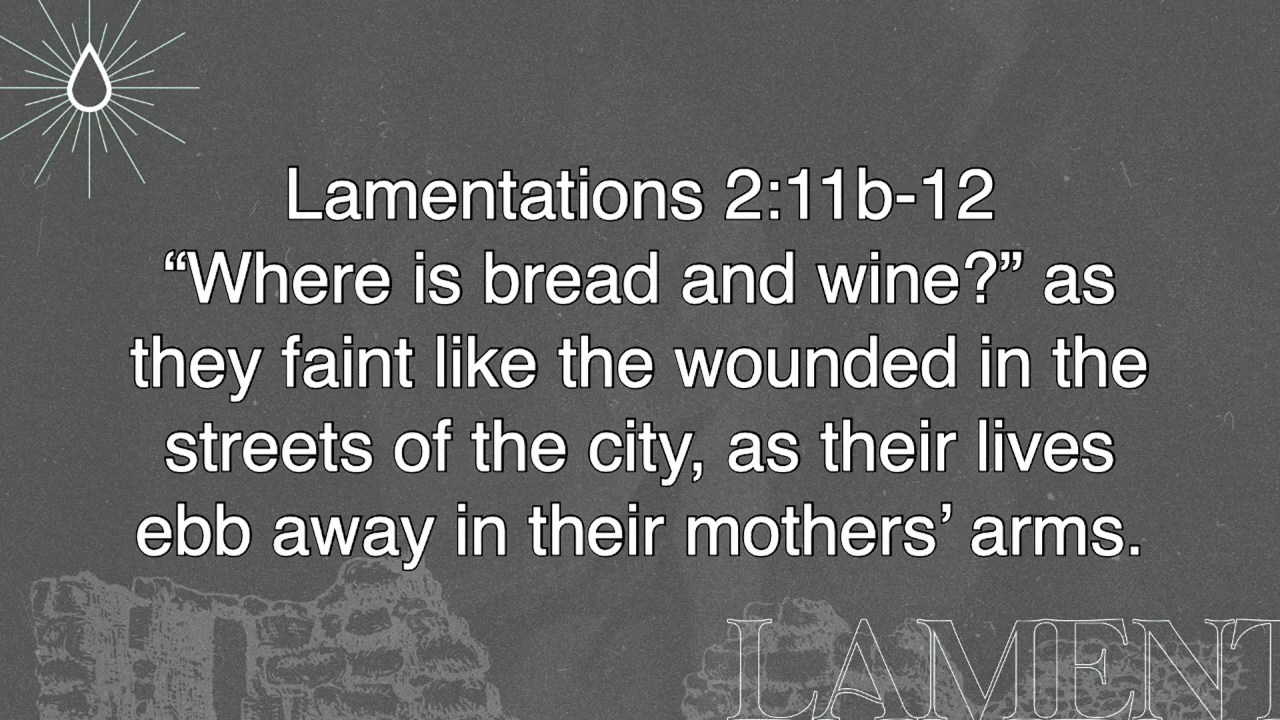 Lamentations 2:11b-12
“Where is bread and wine?” as
they faint like the wounded in the
streets of the city, as their lives
ebb away in their mothers’ arms.
LAMENT